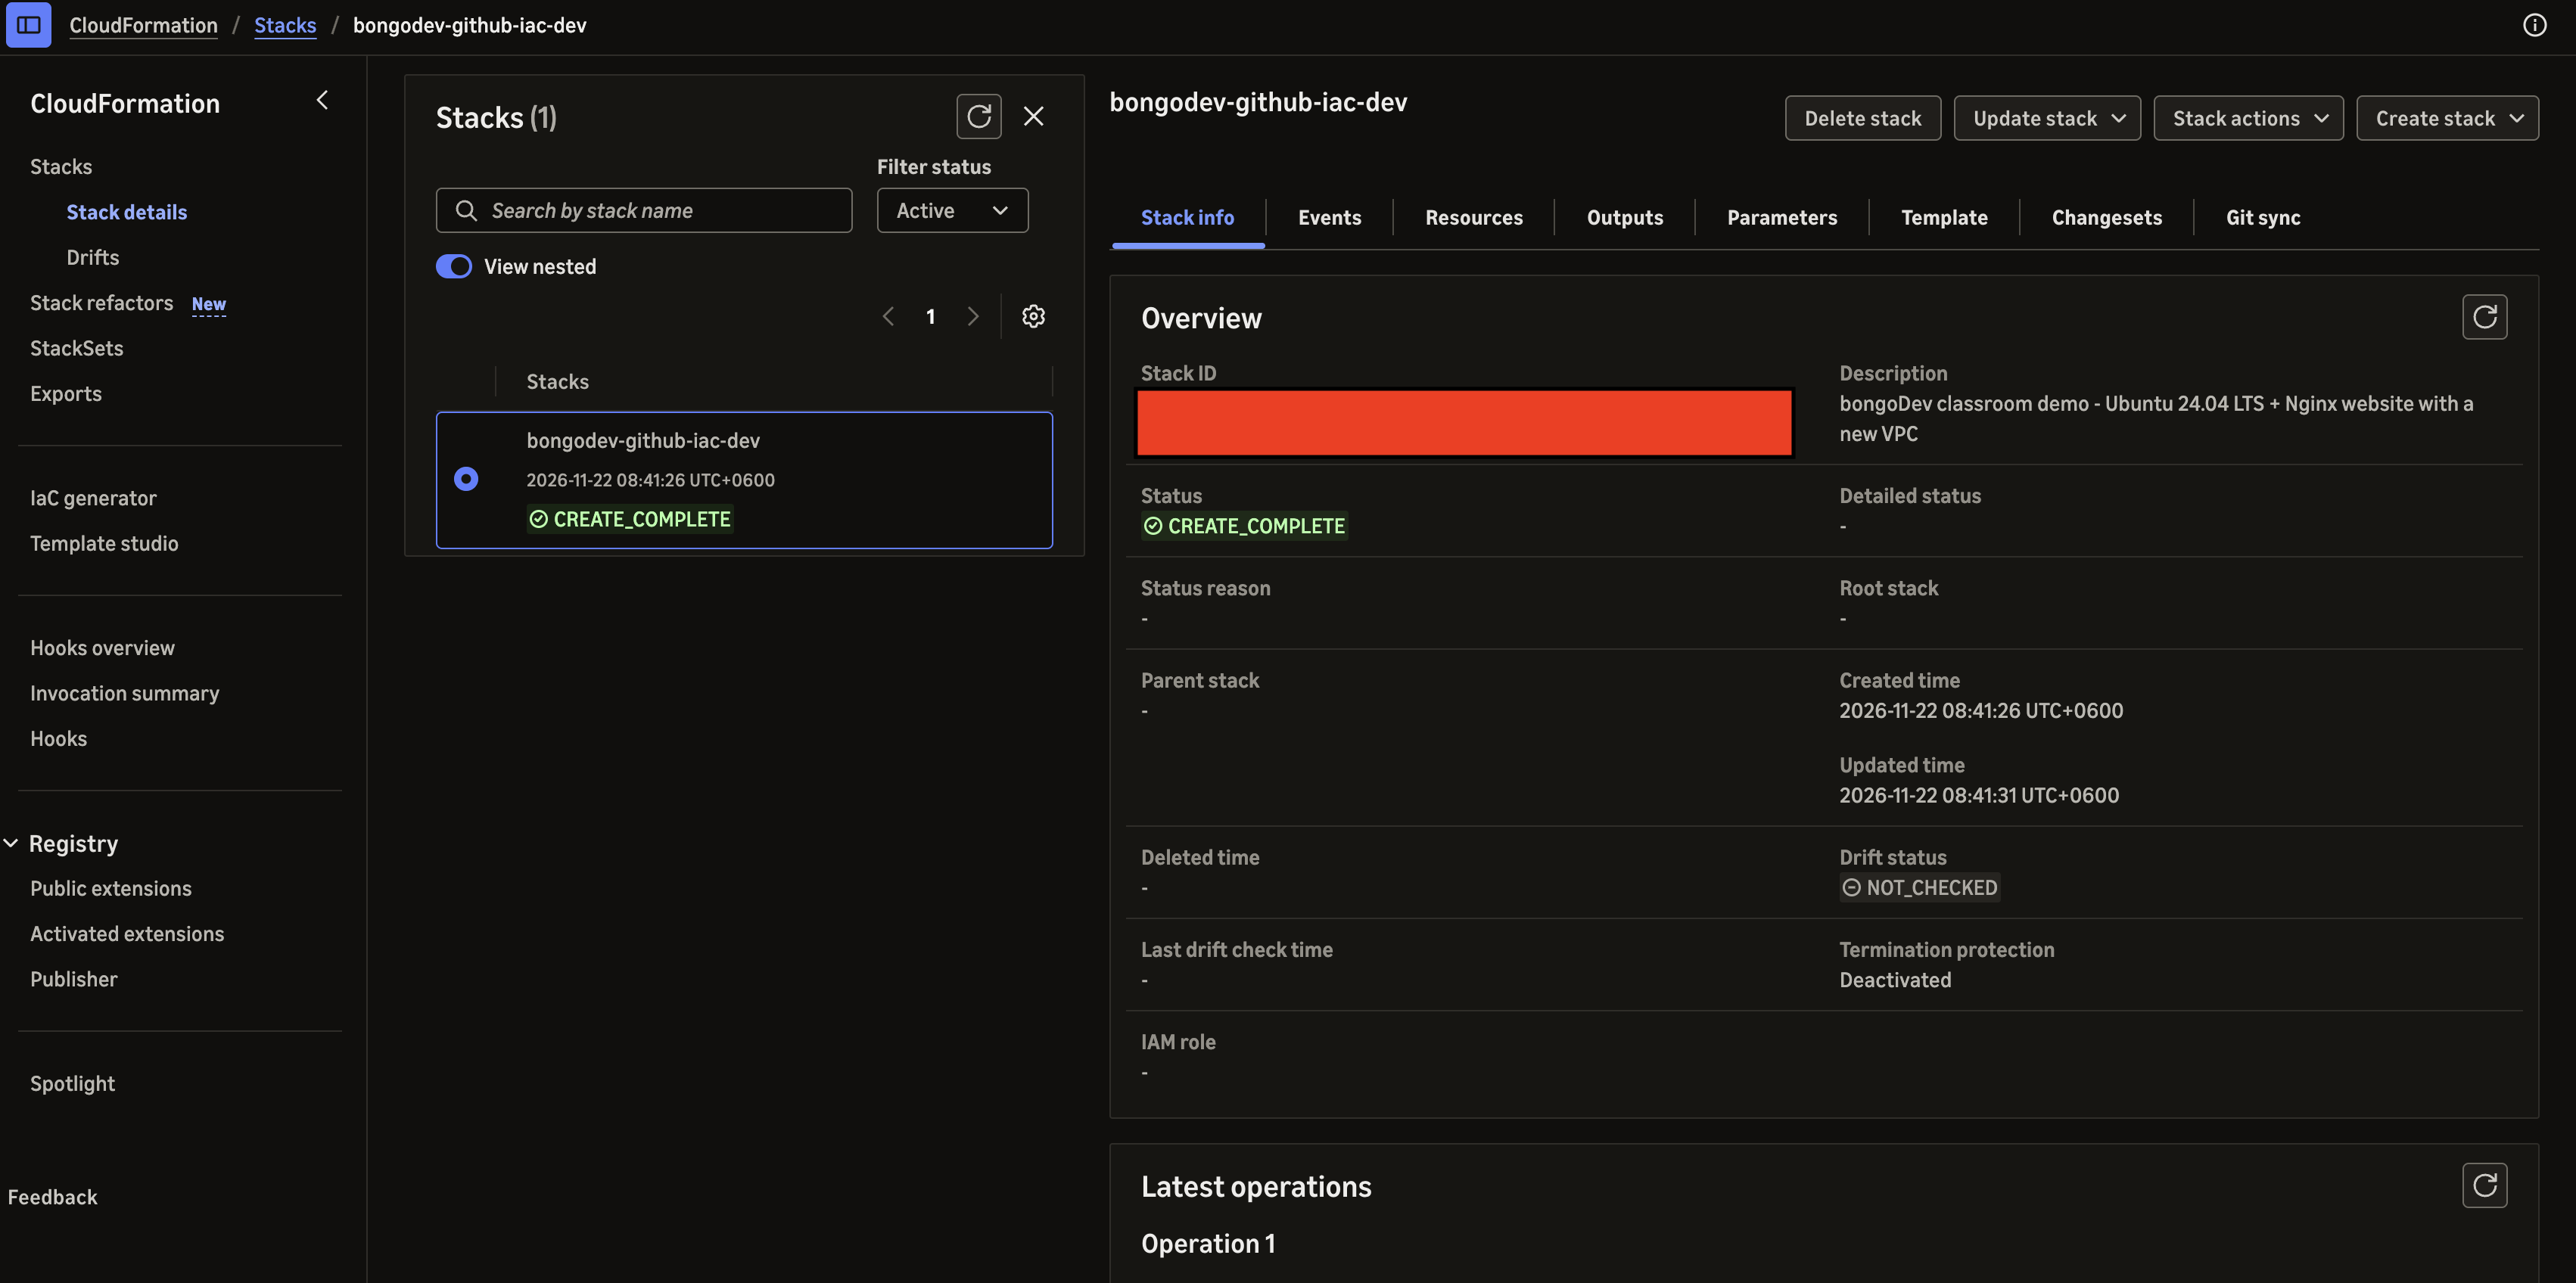 CloudFormation / Stacks / bongodev-github-iac-dev
CloudFormation
Stacks
Stack details
Drifts
Stack refactors New
StackSets
Exports
IaC generator
Template studio
Hooks overview
Invocation summary
Hooks
Registry
Public extensions
Activated extensions
Publisher
Spotlight
Feedback
Stacks (1)
Filter status
Search by stack name
Active
View nested
1
Stacks
bongodev-github-iac-dev
2026-11-22 08:41:26 UTC+0600
CREATE_COMPLETE
bongodev-github-iac-dev
Delete stack
Update stack
Stack actions
Create stack
Stack info
Events
Resources
Outputs
Parameters
Template
Changesets
Git sync
Overview
Stack ID
Description
bongoDev classroom demo - Ubuntu 24.04 LTS + Nginx website with a
new VPC
Status
CREATE_COMPLETE
Detailed status
-
Status reason
-
Root stack
-
Parent stack
-
Created time
2026-11-22 08:41:26 UTC+0600
Updated time
2026-11-22 08:41:31 UTC+0600
Deleted time
-
Drift status
NOT_CHECKED
Last drift check time
-
Termination protection
Deactivated
IAM role
-
Latest operations
Operation 1